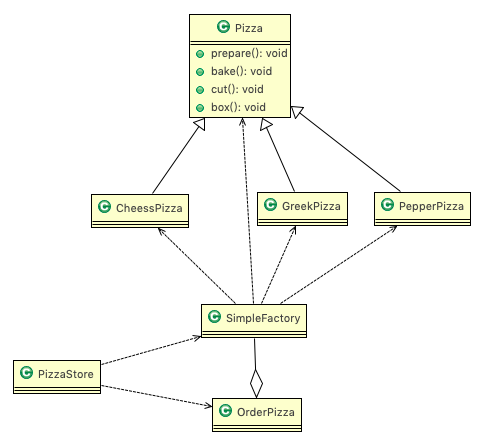 C Pizza
prepare(): void
bake(): void
cut(): void
box(): void
C CheessPizza
C GreekPizza
C PepperPizza
C SimpleFactory
C PizzaStore
C OrderPizza